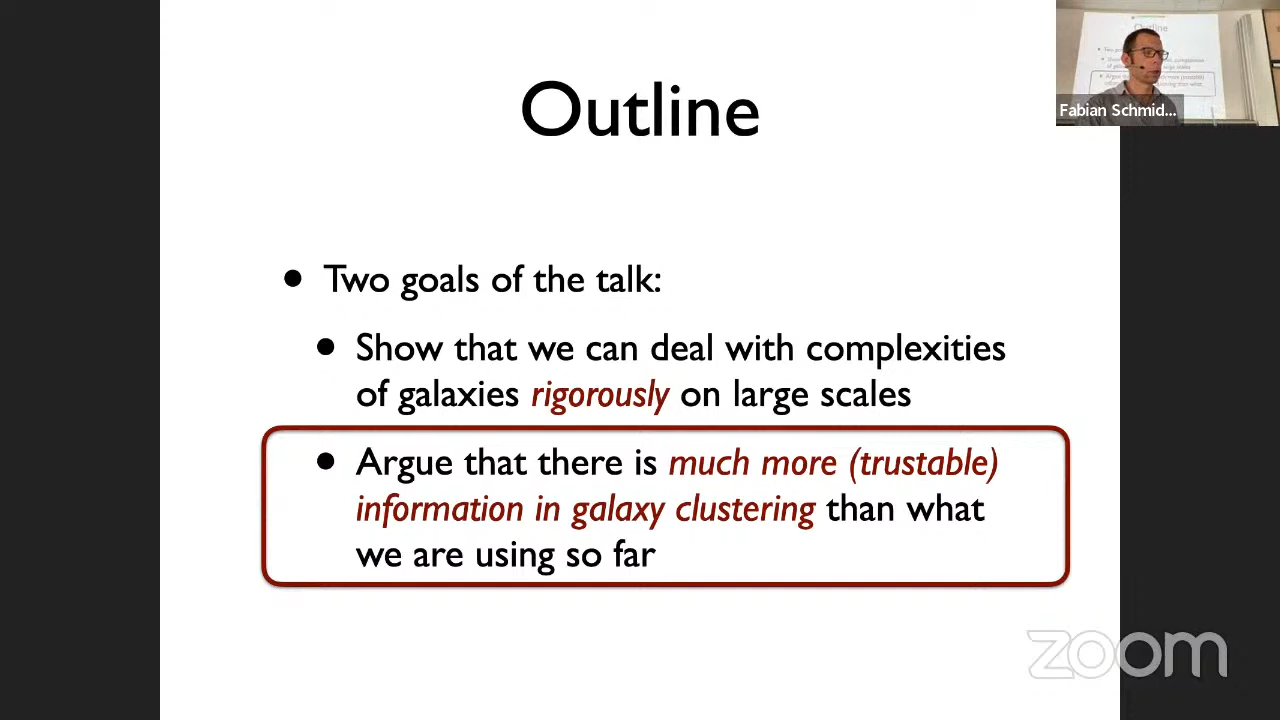 Outline
Fabian Schmid...
• Two goals of the talk:
• Show that we can deal with complexities
of galaxies rigorously on large scales
• Argue that there is much more (trustable)
information in galaxy clustering than what
we are using so far
zoom